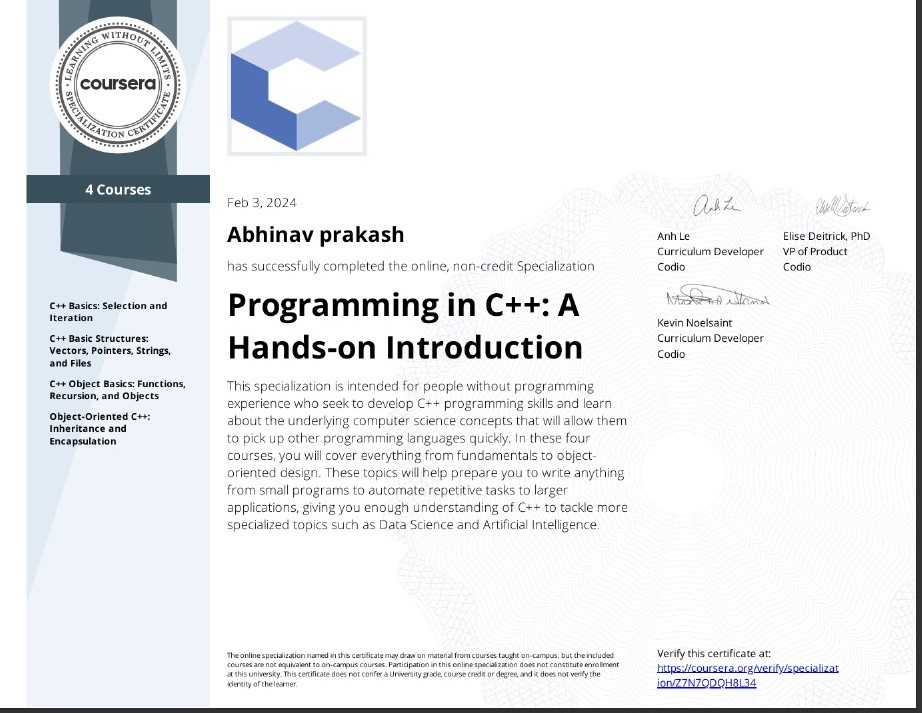 LEARNING WITHOUT LIMITS
coursera
SPECIALIZATION CERTIFICATE
4 Courses
C++ Basics: Selection and
Iteration
C++ Basic Structures:
Vectors, Pointers, Strings,
and Files
C++ Object Basics: Functions,
Recursion, and Objects
Object-Oriented C++:
Inheritance and
Encapsulation
Feb 3, 2024
Abhinav prakash
has successfully completed the online, non-credit Specialization
Programming in C++: A
Hands-on Introduction
This specialization is intended for people without programming
experience who seek to develop C++ programming skills and learn
about the underlying computer science concepts that will allow them
to pick up other programming languages quickly. In these four
courses, you will cover everything from fundamentals to object-
oriented design. These topics will help prepare you to write anything
from small programs to automate repetitive tasks to larger
applications, giving you enough understanding of C++ to tackle more
specialized topics such as Data Science and Artificial Intelligence.
Anh Le
Anh Le
Curriculum Developer
Codio
Elise Deitrick, PhD
VP of Product
Codio
Kevin Noelsaint
Curriculum Developer
Codio
The online specialization named in this certificate may draw on material from courses taught on-campus, but the included
courses are not equivalent to on-campus courses. Participation in this online specialization does not constitute enrollment
at this university. This certificate does not confer a University grade, course credit or degree, and it does not verify the
identity of the learner.
Verify this certificate at:
https://coursera.org/verify/specializat
ion/Z7N7QDQH8L34